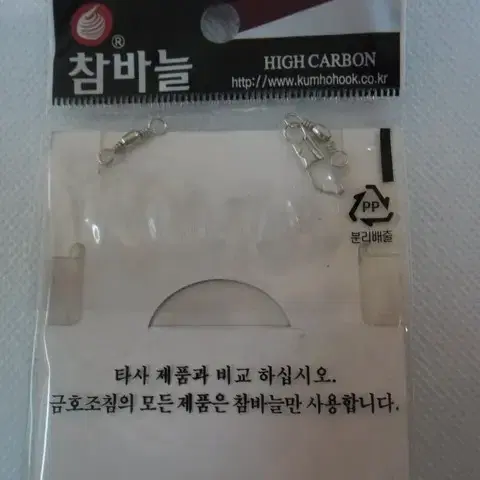 ®
참바늘
HIGH CARBON
http://www.kumhohook.co.kr
PP
분리배출
타사 제품과 비교 하십시오.
금호조침의 모든 제품은 참바늘만 사용합니다.